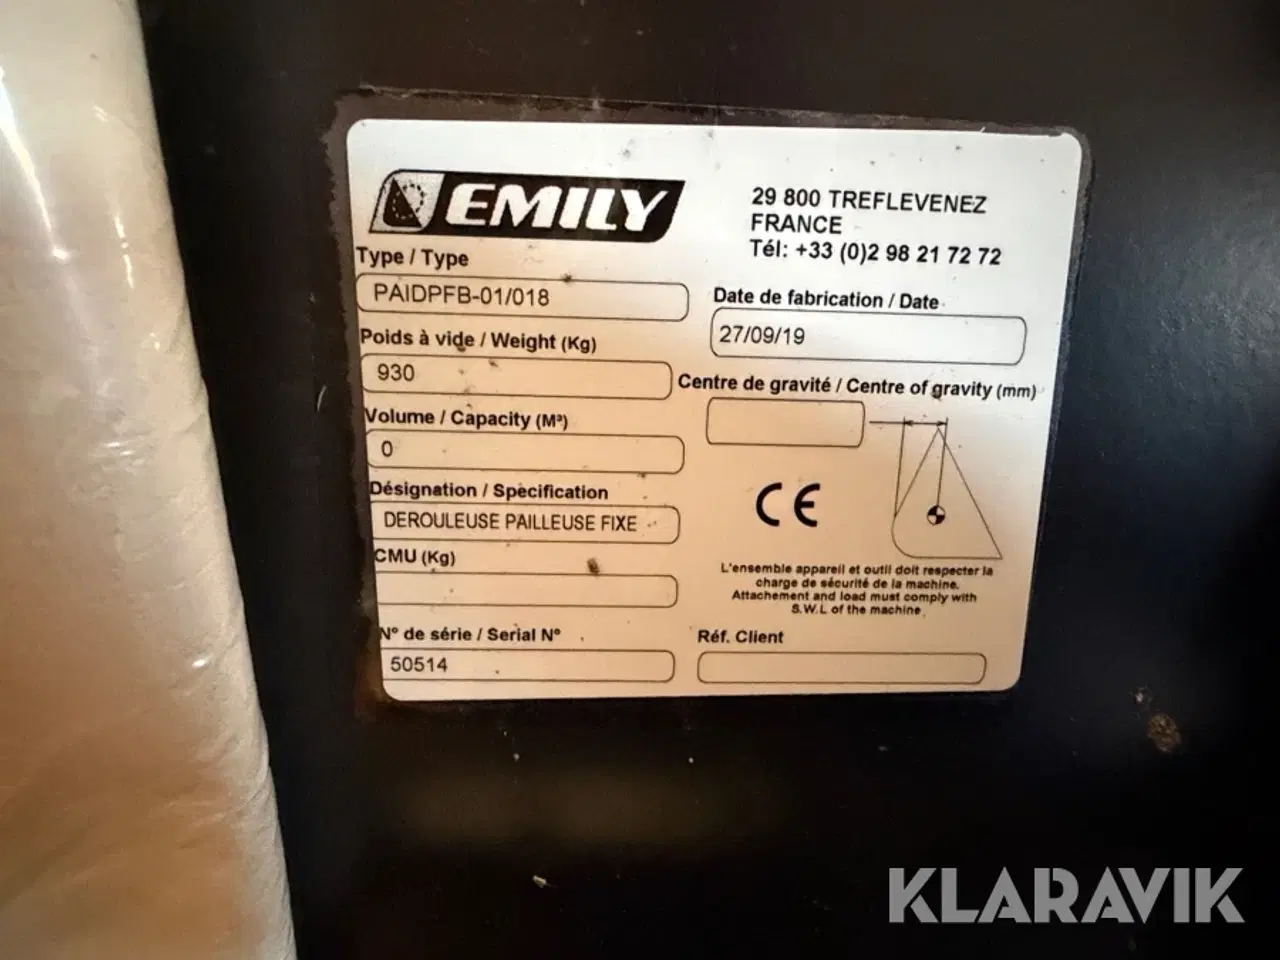 EMILY
29 800 TREFLEVENEZ
FRANCE
Tél: +33 (0)2 98 21 72 72
Type / Type
PAIDPFB-01/018
Date de fabrication / Date
27/09/19
Poids à vide / Weight (Kg)
930
Centre de gravité / Centre of gravity (mm)
Volume / Capacity (M³)
0
Désignation / Specification
DEROULEUSE PAILLEUSE FIXE
CE
CMU (Kg)
L'ensemble appareil et outil doit respecter la
charge de sécurité de la machine.
Attachement and load must comply with
S.W.L of the machine
N° de série / Serial N°
50514
Réf. Client
KLARAVIK